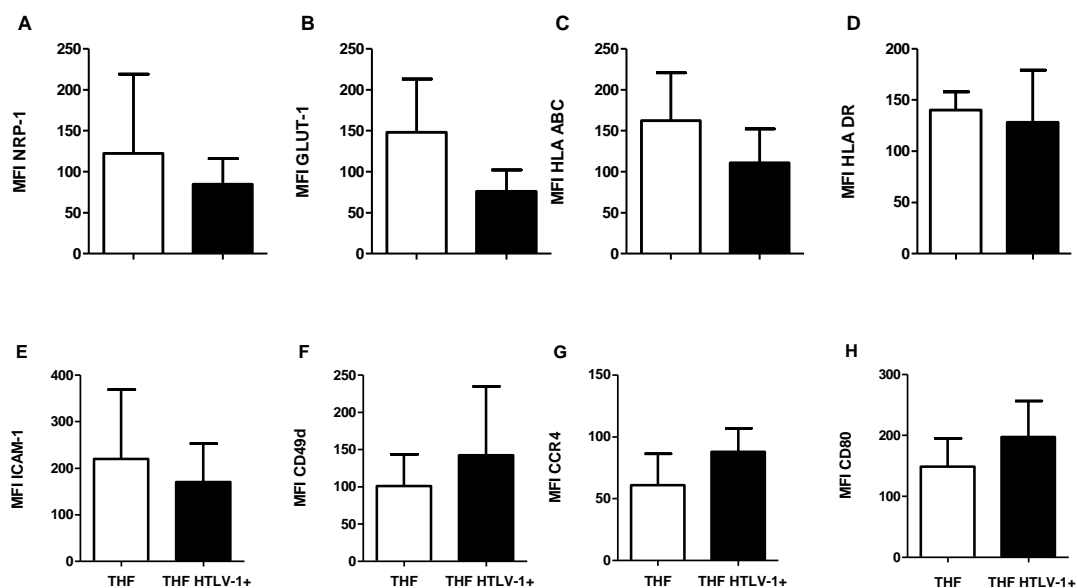 A
250
200
150
100
50
0
MFI NRP-1
B
250
200
150
100
50
0
MFI GLUT-1
C
250
200
150
100
50
0
MFI HLA ABC
D
200
150
100
50
0
MFI HLA DR
E
400
300
200
100
0
MFI ICAM-1
THF THF HTLV-1+
F
250
200
150
100
50
0
MFI CD49d
THF THF HTLV-1+
G
150
100
50
0
MFI CCR4
THF THF HTLV-1+
H
300
200
100
0
MFI CD80
THF THF HTLV-1+